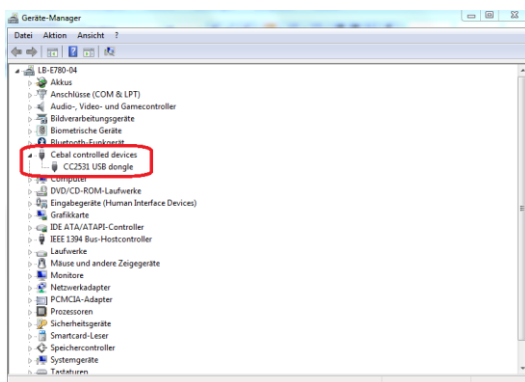 Geräte-Manager
Datei Aktion Ansicht ?
LB-E780-04
Akkus
Anschlüsse (COM & LPT)
Audio-, Video- und Gamecontroller
Bildverarbeitungsgeräte
Biometrische Geräte
Bluetooth-Funkgerät
Cebal controlled devices
CC2531 USB dongle
Computer
DVD/CD-ROM-Laufwerke
Eingabegeräte (Human Interface Devices)
Grafikkarte
IDE ATA/ATAPI-Controller
IEEE 1394 Bus-Hostcontroller
Laufwerke
Mäuse und andere Zeigegeräte
Monitore
Netzwerkadapter
PCMCIA-Adapter
Prozessoren
Sicherheitsgeräte
Smartcard-Leser
Speichercontroller
Systemgeräte
Tastaturen